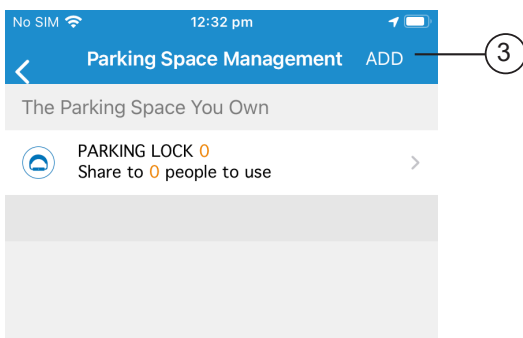 No SIM 12:32 pm
Parking Space Management ADD
3
The Parking Space You Own
PARKING LOCK 0
Share to 0 people to use